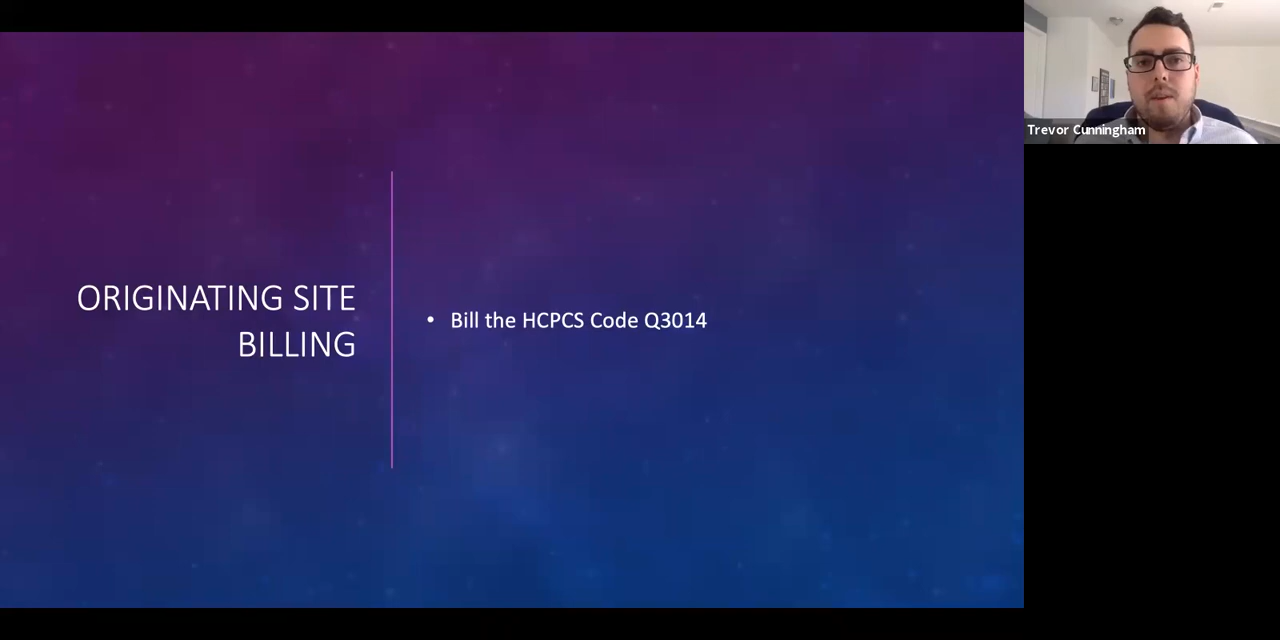 ORIGINATING SITE
BILLING
• Bill the HCPCS Code Q3014
Trevor Cunningham